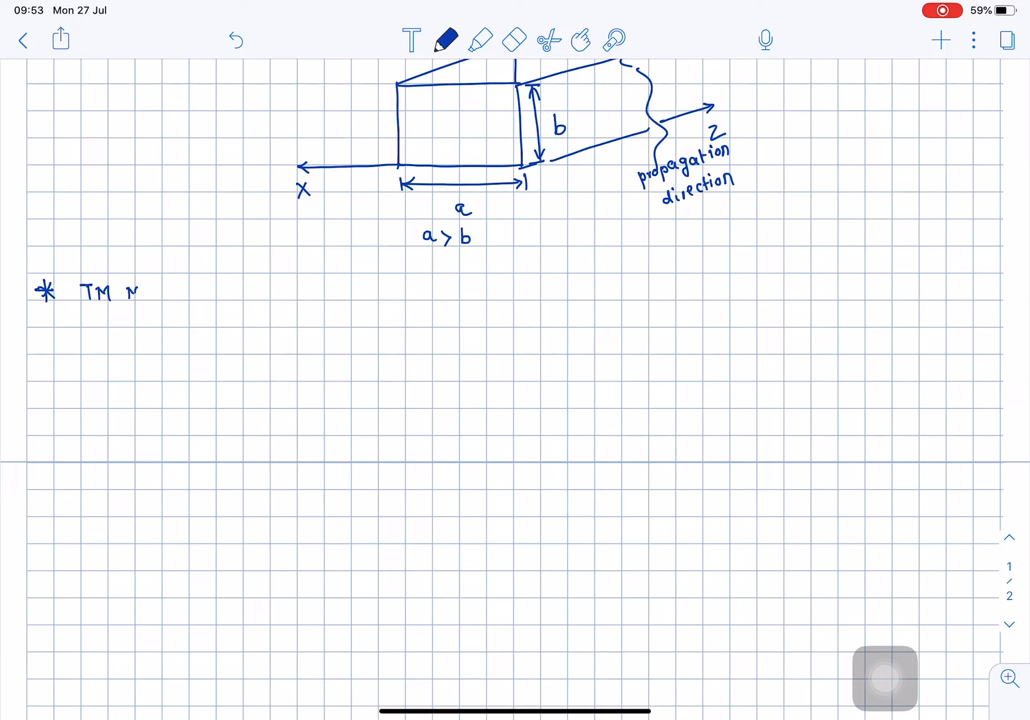 09:53 Mon 27 Jul
59%
T
b
Z
propagation
direction
X
a
a > b
* TM M
1
/
2